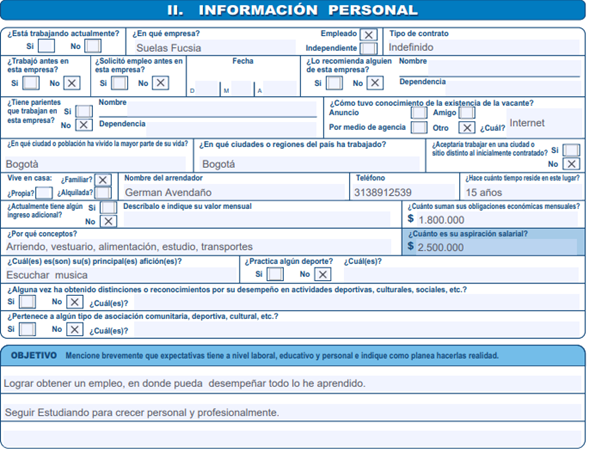 II. INFORMACIÓN PERSONAL
¿Está trabajando actualmente? ¿En qué empresa? Empleado X Tipo de contrato
Si No Suelas Fucsia Independiente Indefinido
¿Trabajó antes en esta empresa? ¿Solicitó empleo antes en esta empresa? Fecha ¿Lo recomienda alguien de esta empresa? Nombre
Si No X Si No X D M A Si No X Dependencia
¿Tiene parientes que trabajan en esta empresa? Si No X Nombre
Dependencia
¿Cómo tuvo conocimiento de la existencia de la vacante?
Anuncio Amigo Internet
Por medio de agencia Otro X ¿Cuál?
¿En qué ciudad o población ha vivido la mayor parte de su vida? ¿En qué ciudades o regiones del país ha trabajado? ¿Aceptaría trabajar en una ciudad o sitio distinto al inicialmente contratado? Si No X
Bogotà Bogotá
Vive en casa: ¿Familiar? X Nombre del arrendador Teléfono ¿Hace cuánto tiempo reside en este lugar?
¿Propia? ¿Alquilada? German Avendaño 3138912539 15 años
¿Actualmente tiene algún ingreso adicional? Si No X Descríbalo e indique su valor mensual ¿Cuánto suman sus obligaciones económicas mensuales?
$ 1.800.000
¿Por qué conceptos? ¿Cuánto es su aspiración salarial?
Arriendo, vestuario, alimentación, estudio, transportes $ 2.500.000
¿Cuál(es) es(son) su(s) principal(es) afición(es)? ¿Practica algún deporte? ¿Cuál(es)?
Escuchar musica Si No X
¿Alguna vez ha obtenido distinciones o reconocimientos por su desempeño en actividades deportivas, culturales, sociales, etc.?
Si No X ¿Cuál(es)?
¿Pertenece a algún tipo de asociación comunitaria, deportiva, cultural, etc.?
Si No X ¿Cuál(es)?
OBJETIVO Mencione brevemente que expectativas tiene a nivel laboral, educativo y personal e indique como planea hacerlas realidad.
Lograr obtener un empleo, en donde pueda desempeñar todo lo he aprendido.
Seguir Estudiando para crecer personal y profesionalmente.